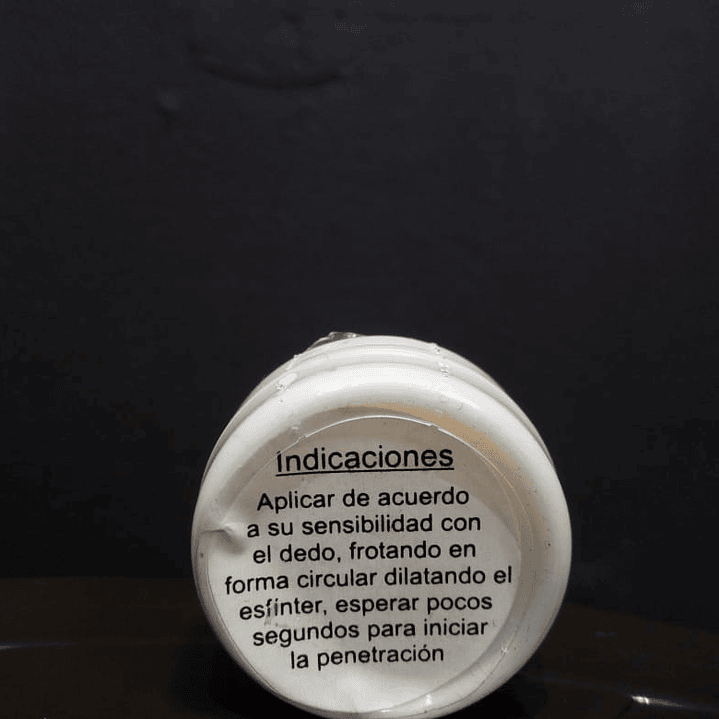 Indicaciones
Aplicar de acuerdo
a su sensibilidad con
el dedo, frotando en
forma circular dilatando el
esfínter, esperar pocos
segundos para iniciar
la penetración